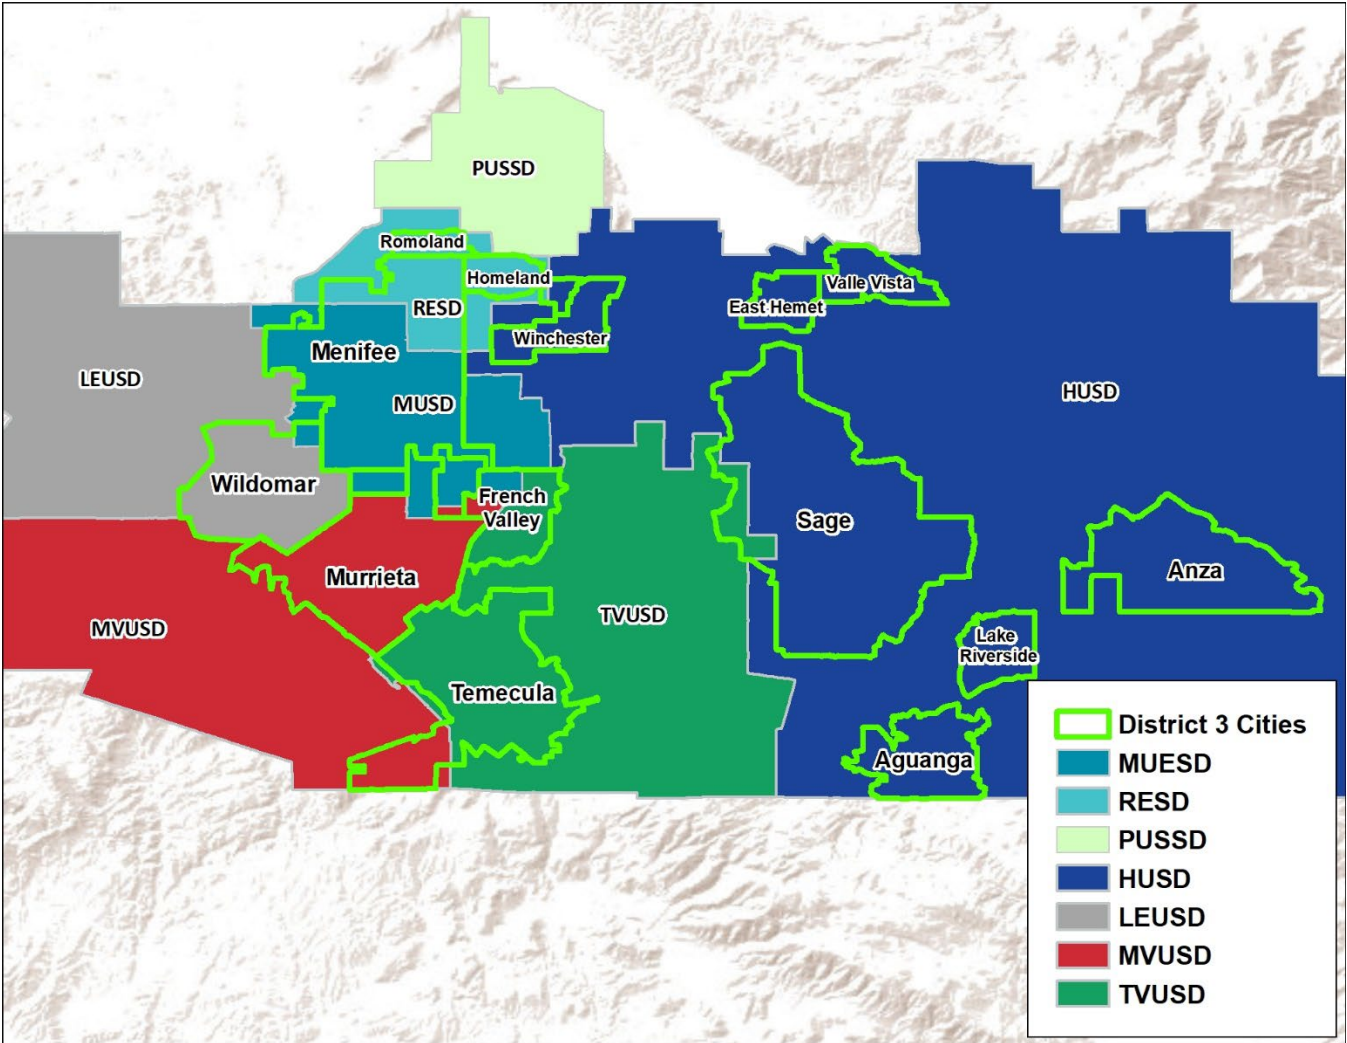 PUSSD
Romoland
Homeland
Valle Vista
East Hemet
RESD
Winchester
Menifee
LEUSD
HUSD
MUSD
Wildomar
French
Valley
Sage
Anza
Murrieta
TVUSD
MVUSD
Lake
Riverside
Temecula
Aguanga
District 3 Cities
MUESD
RESD
PUSSD
HUSD
LEUSD
MVUSD
TVUSD